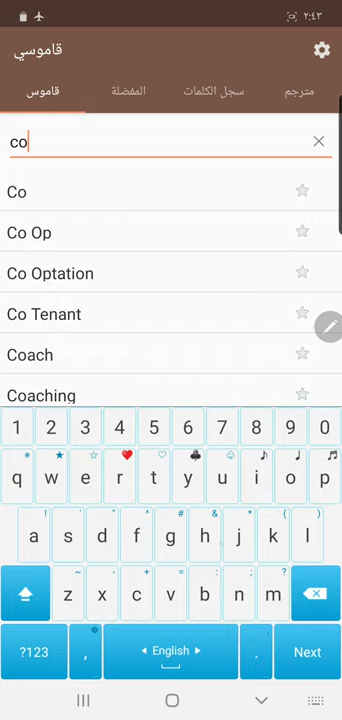 ٢:٤٣
قاموسي
قاموس المفضلة سجل الكلمات مترجم
co
Co
Co Op
Co Optation
Co Tenant
Coach
Coaching
1 2 3 4 5 6 7 8 9 0
q w e r t y u i o p
! ' " ^ # & * ( )
a s d f g h j k l
~ - + = : ; ?
z x c v b n m
?123 , English . Next